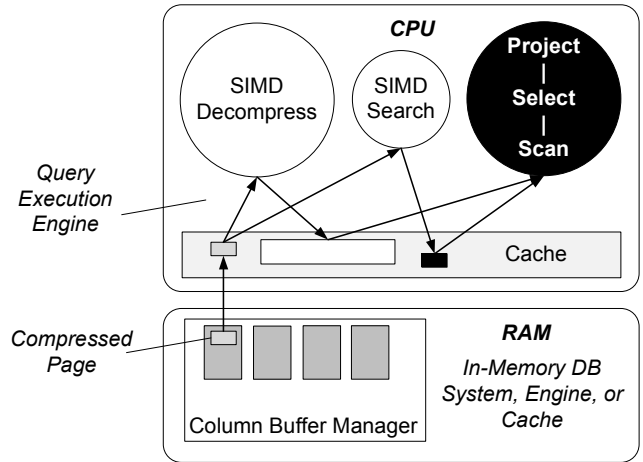 CPU
SIMD
Decompress
SIMD
Search
Project
Select
Scan
Query
Execution
Engine
Cache
Compressed
Page
RAM
In-Memory DB
System, Engine, or
Cache
Column Buffer Manager